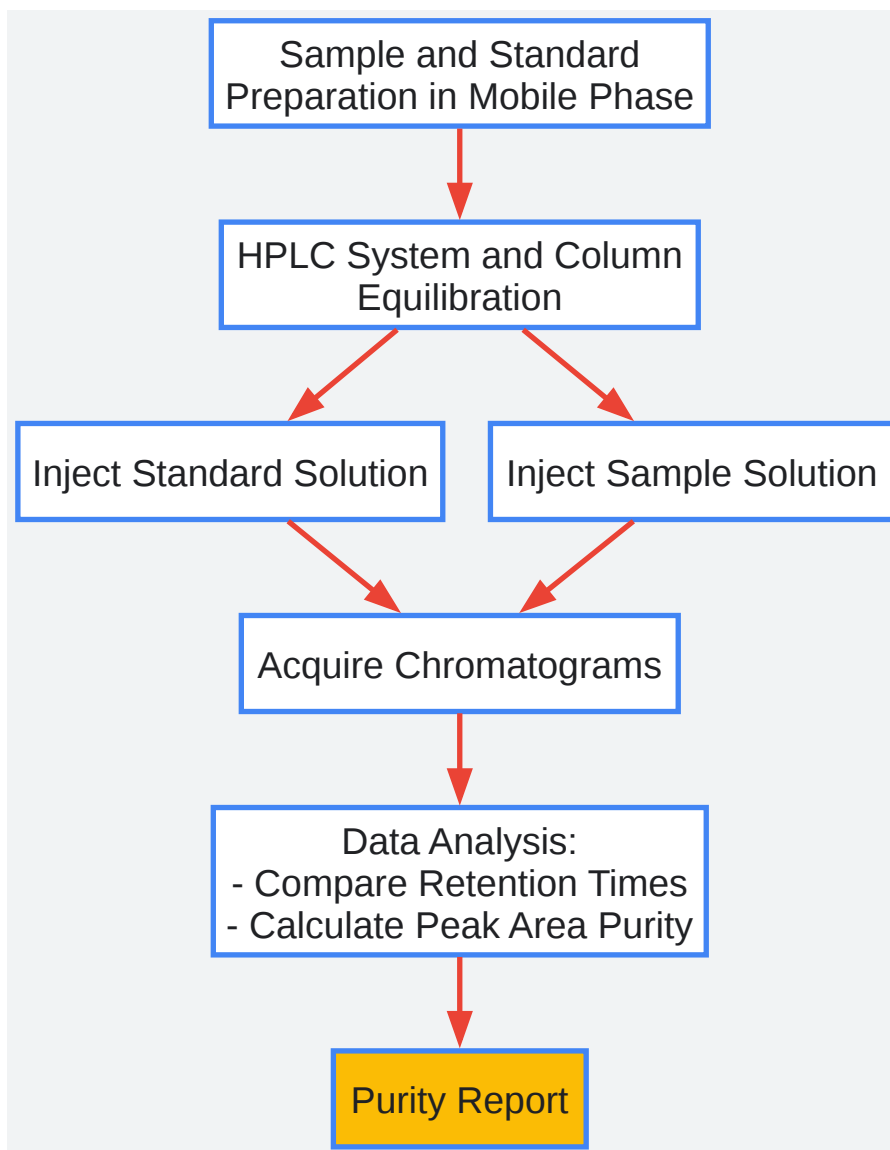 Sample and Standard
Preparation in Mobile Phase
HPLC System and Column
Equilibration
Inject Standard Solution
Inject Sample Solution
Acquire Chromatograms
Data Analysis:
- Compare Retention Times
- Calculate Peak Area Purity
Purity Report